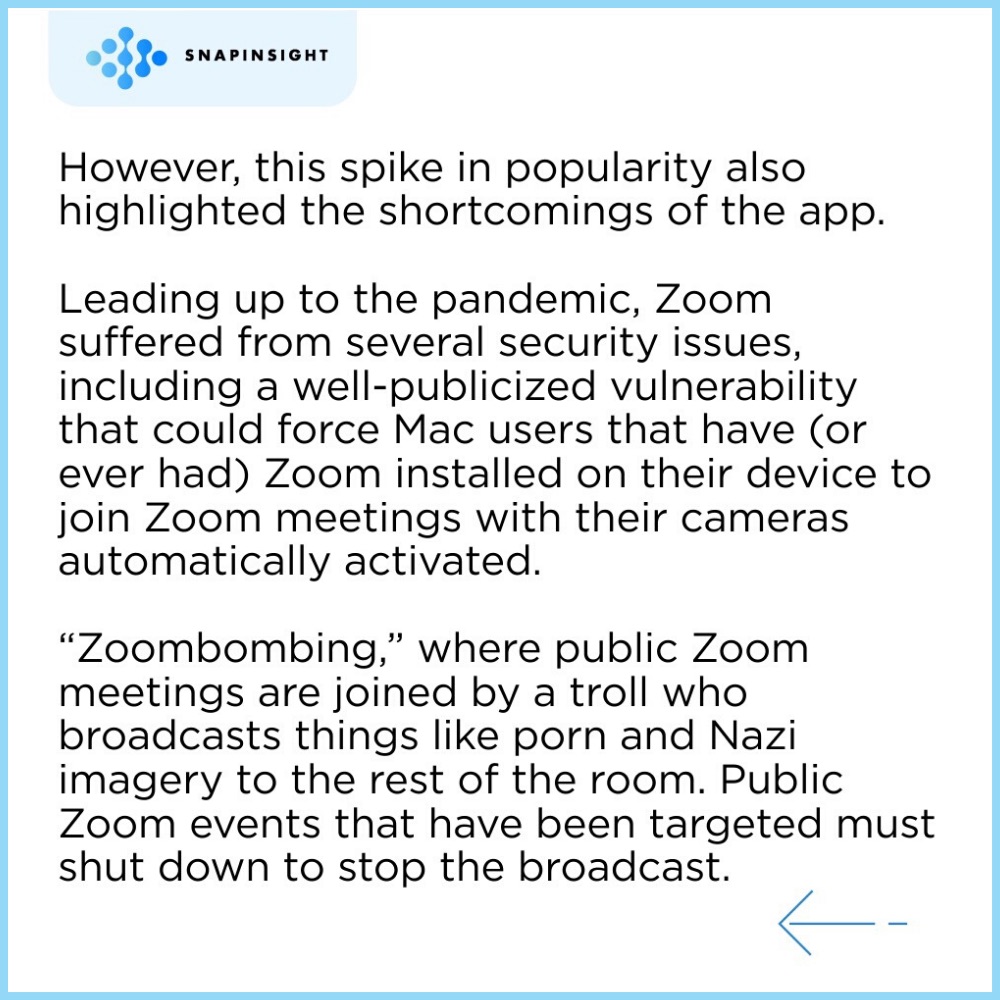 SNAPINSIGHT
However, this spike in popularity also
highlighted the shortcomings of the app.
Leading up to the pandemic, Zoom
suffered from several security issues,
including a well-publicized vulnerability
that could force Mac users that have (or
ever had) Zoom installed on their device to
join Zoom meetings with their cameras
automatically activated.
“Zoombombing,” where public Zoom
meetings are joined by a troll who
broadcasts things like porn and Nazi
imagery to the rest of the room. Public
Zoom events that have been targeted must
shut down to stop the broadcast.